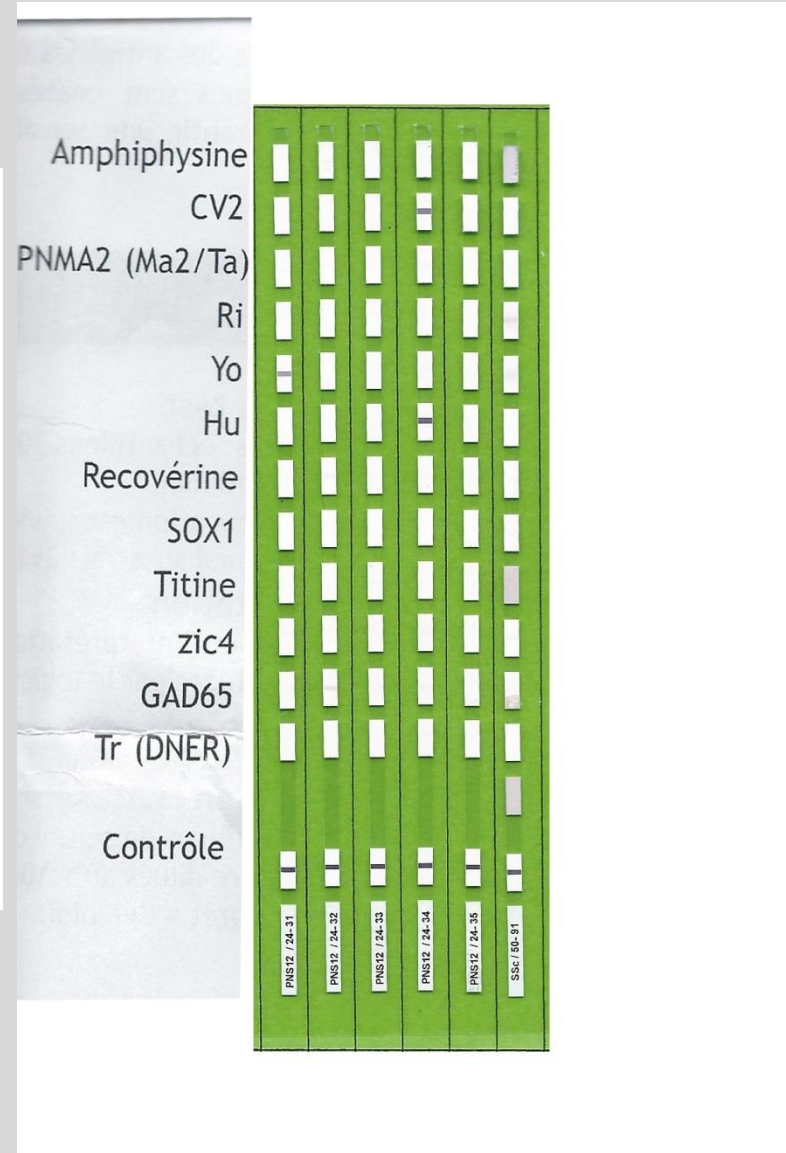 Amphiphysine
CV2
PNMA2 (Ma2/Ta)
Ri
Yo
Hu
Recovérine
SOX1
Titine
zic4
GAD65
Tr (DNER)
Contrôle
PNS12 / 24-31
PNS12 / 24-32
PNS12 / 24-33
PNS12 / 24-34
PNS12 / 24-35
SSc / 50-91